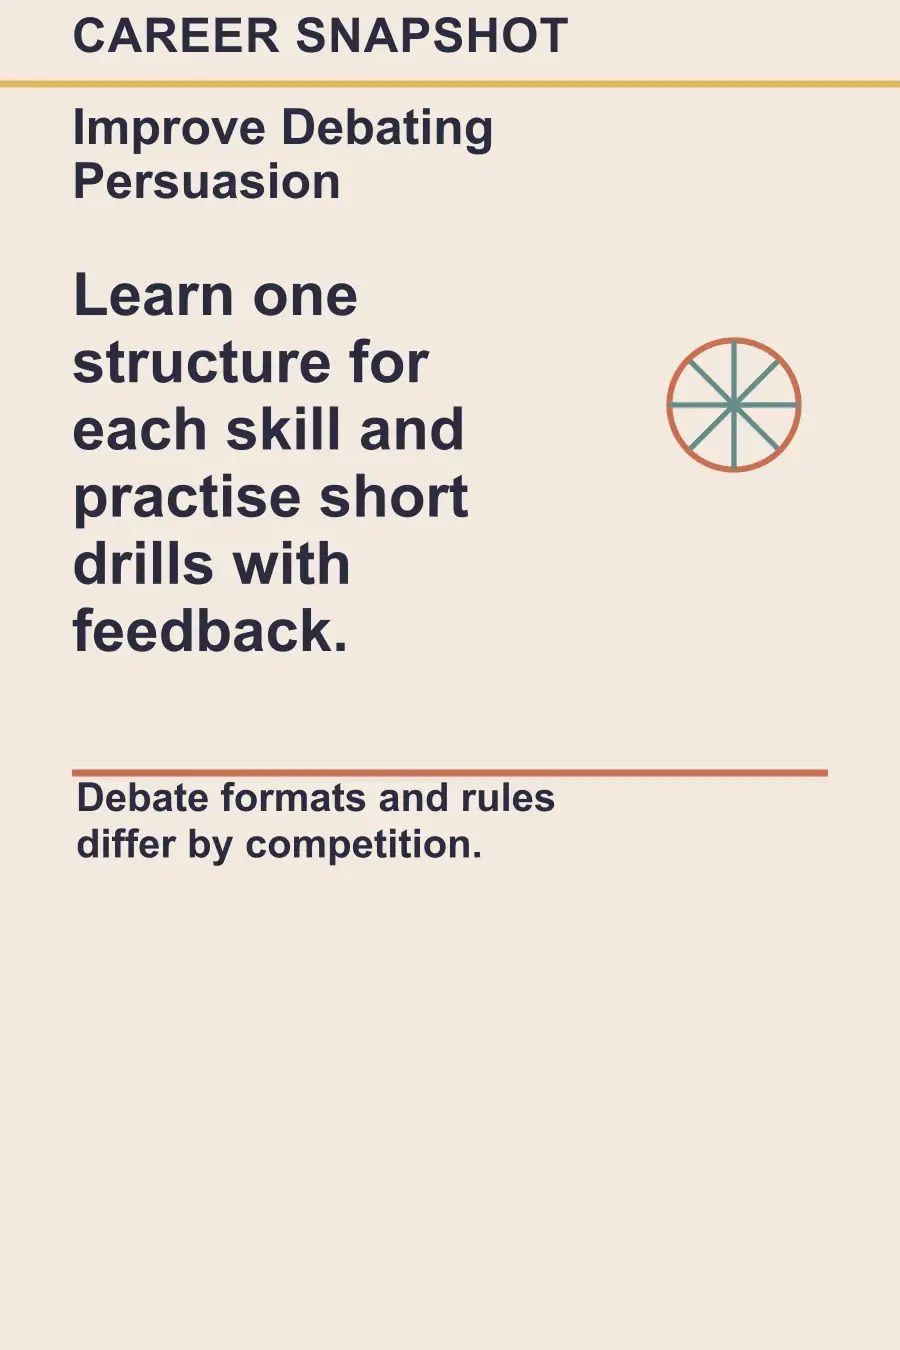 CAREER SNAPSHOT
Improve Debating
Persuasion
Learn one
structure for
each skill and
practise short
drills with
feedback.
Debate formats and rules
differ by competition.